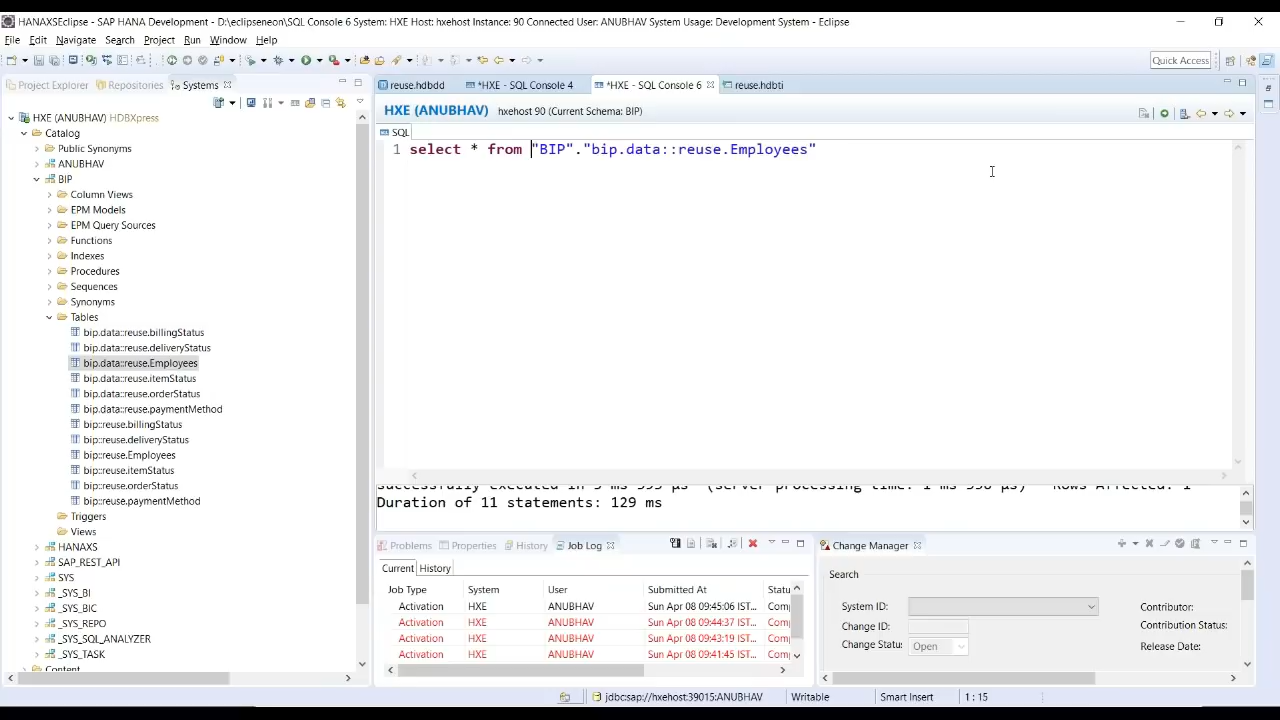 HANAXSEclipse - SAP HANA Development - D:\eclipseneon\SQL Console 6 System: HXE Host: hxehost Instance: 90 Connected User: ANUBHAV System Usage: Development System - Eclipse
File Edit Navigate Search Project Run Window Help
Quick Access
Project Explorer Repositories Systems
reuse.hdbdd *HXE - SQL Console 4 *HXE - SQL Console 6 reuse.hdbti
HXE (ANUBHAV) hxehost 90 (Current Schema: BIP)
SQL
1 select * from "BIP"."bip.data::reuse.Employees"
HXE (ANUBHAV) HDBXpress
Catalog
Public Synonyms
ANUBHAV
BIP
Column Views
EPM Models
EPM Query Sources
Functions
Indexes
Procedures
Sequences
Synonyms
Tables
bip.data::reuse.billingStatus
bip.data::reuse.deliveryStatus
bip.data::reuse.Employees
bip.data::reuse.itemStatus
bip.data::reuse.orderStatus
bip.data::reuse.paymentMethod
bip::reuse.billingStatus
bip::reuse.deliveryStatus
bip::reuse.Employees
bip::reuse.itemStatus
bip::reuse.orderStatus
bip::reuse.paymentMethod
Triggers
Views
HANAXS
SAP_REST_API
SYS
_SYS_BI
_SYS_BIC
_SYS_REPO
_SYS_SQL_ANALYZER
_SYS_TASK
Content
Duration of 11 statements: 129 ms
Problems Properties History Job Log
Current History
Job Type System User Submitted At Statu
Activation HXE ANUBHAV Sun Apr 08 09:45:06 IST... Com
Activation HXE ANUBHAV Sun Apr 08 09:44:37 IST... Com
Activation HXE ANUBHAV Sun Apr 08 09:43:19 IST... Com
Activation HXE ANUBHAV Sun Apr 08 09:41:45 IST... Com
Change Manager
Search
System ID: Contributor:
Change ID: Contribution Status:
Change Statu: Open Release Date:
jdbc:sap://hxehost:39015:ANUBHAV Writable Smart Insert 1 : 15